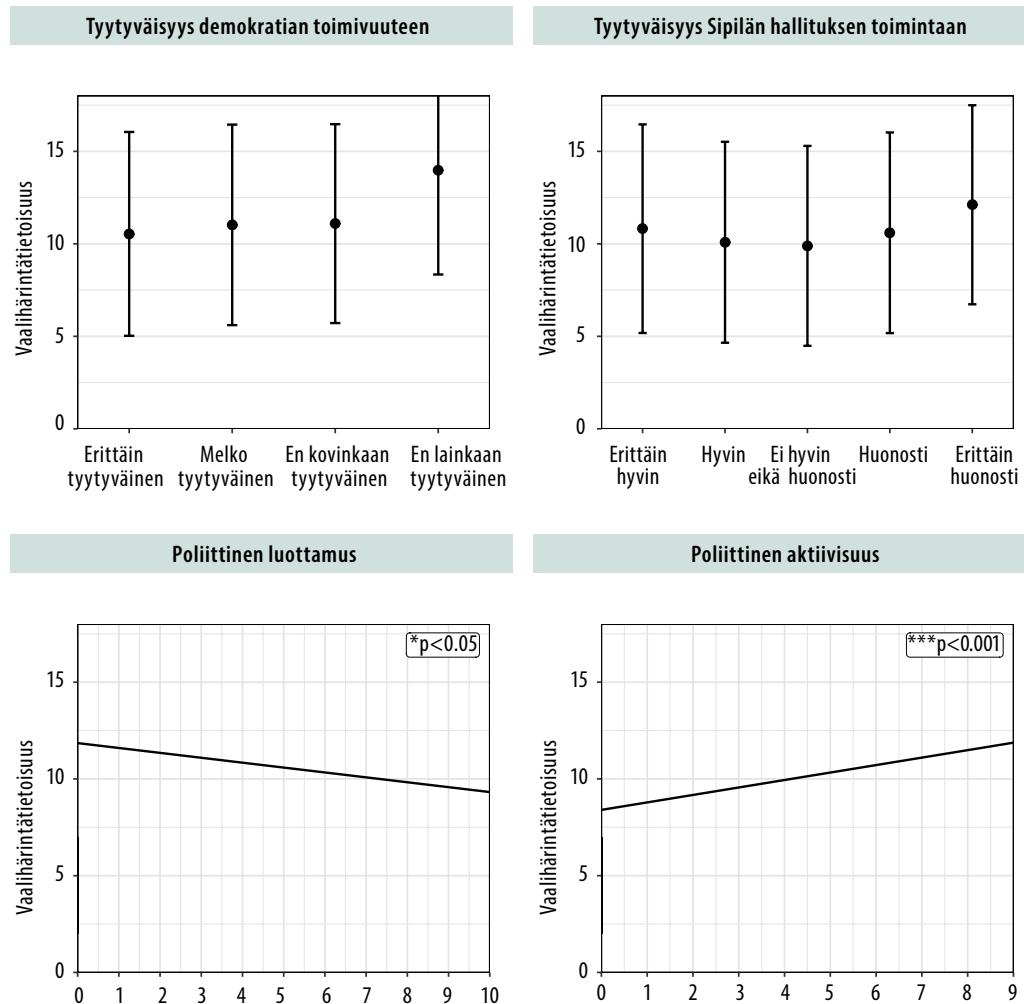 Tyytyväisyys demokratian toimivuuteen
Vaalihärintätietoisuus
15
10
5
0
Erittäin tyytyväinen
Melko tyytyväinen
En kovinkaan tyytyväinen
En lainkaan tyytyväinen
Tyytyväisyys Sipilän hallituksen toimintaan
Vaalihärintätietoisuus
15
10
5
0
Erittäin hyvin
Hyvin
Ei hyvin eikä huonosti
Huonosti
Erittäin huonosti
Poliittinen luottamus
*p<0.05
Vaalihärintätietoisuus
15
10
5
0
0 1 2 3 4 5 6 7 8 9 10
Poliittinen aktiivisuus
***p<0.001
Vaalihärintätietoisuus
15
10
5
0
0 1 2 3 4 5 6 7 8 9